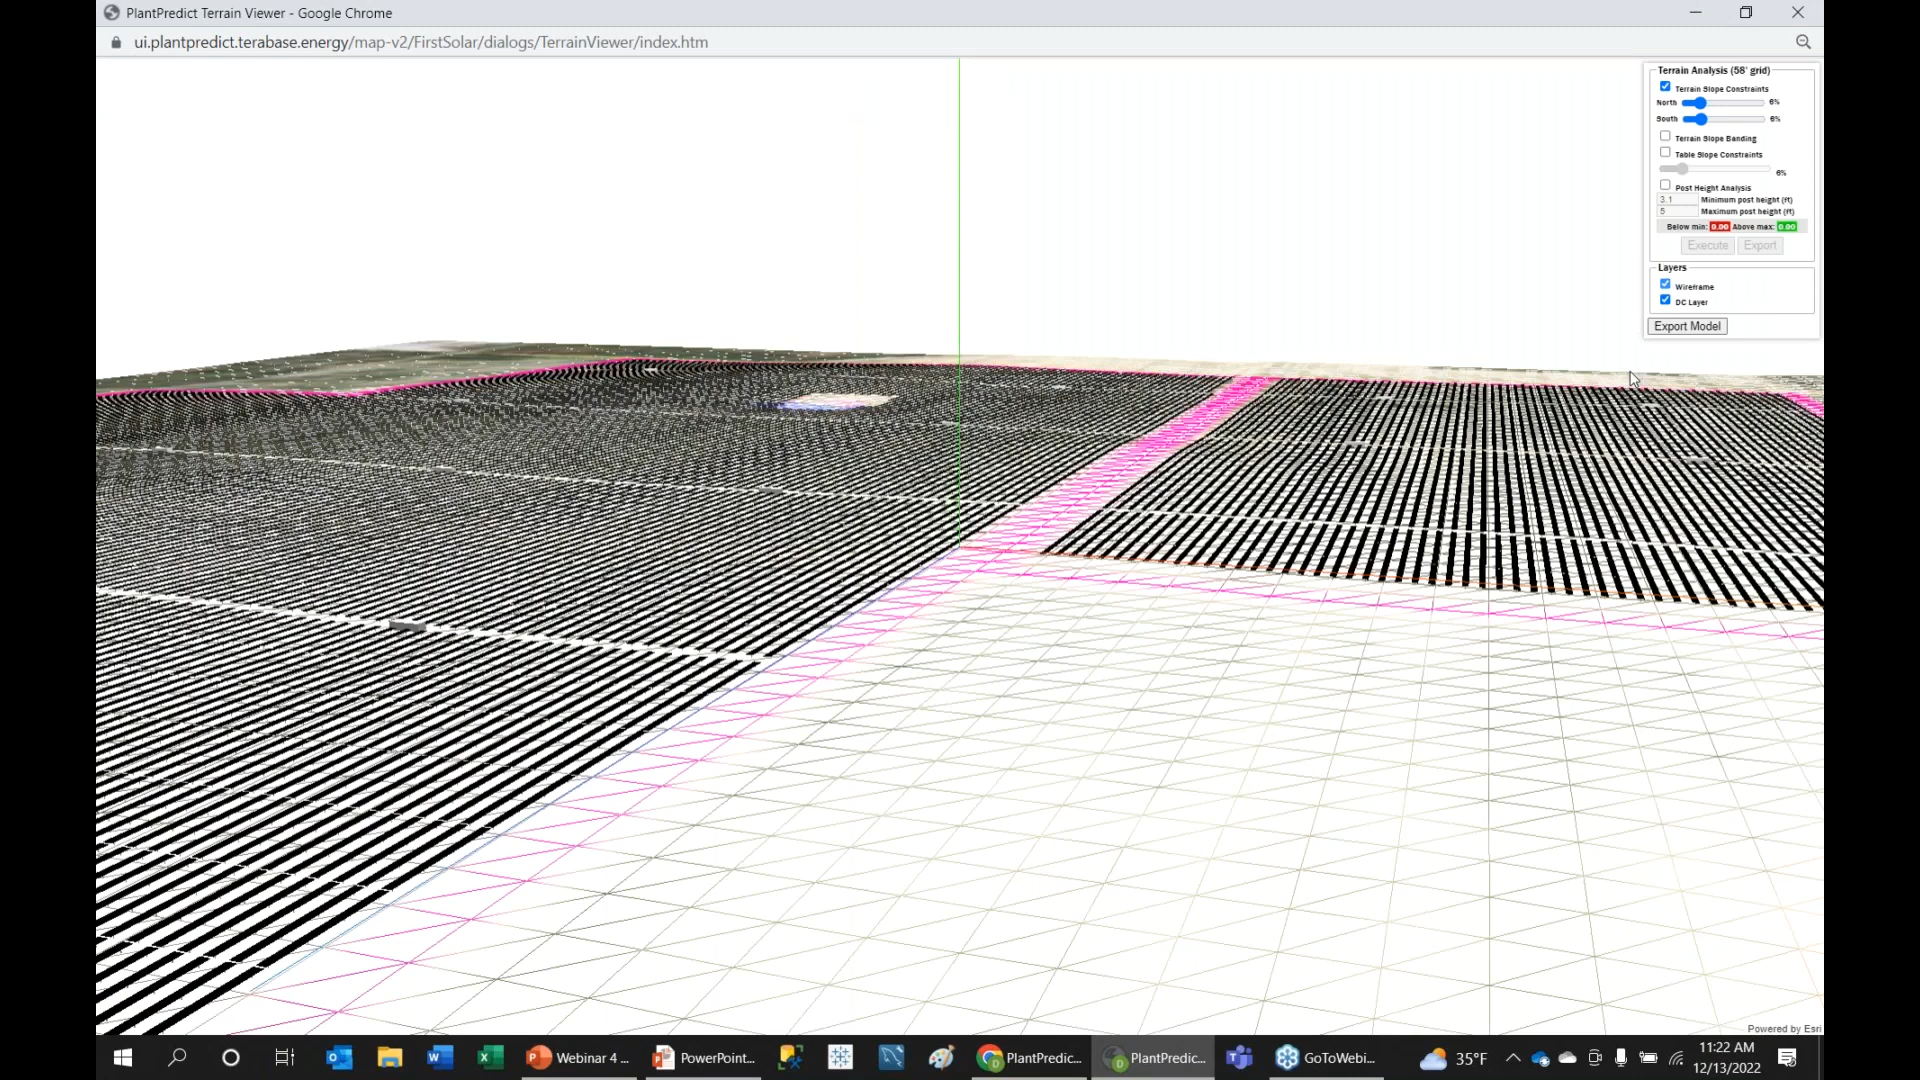 PlantPredict Terrain Viewer - Google Chrome
ui.plantpredict.terabase.energy/map-v2/FirstSolar/dialogs/TerrainViewer/index.htm
Terrain Analysis (58' grid)
Terrain Slope Constraints
North 6%
South 6%
Terrain Slope Banding
Table Slope Constraints
6%
Post Height Analysis
3.1 Minimum post height (ft)
5 Maximum post height (ft)
Below min: 0.00 Above max: 0.00
Execute Export
Layers
Wireframe
DC Layer
Export Model
Powered by Esri
Webinar 4 ... PowerPoint... PlantPredic... PlantPredic... GoToWebi... 35°F 11:22 AM
12/13/2022